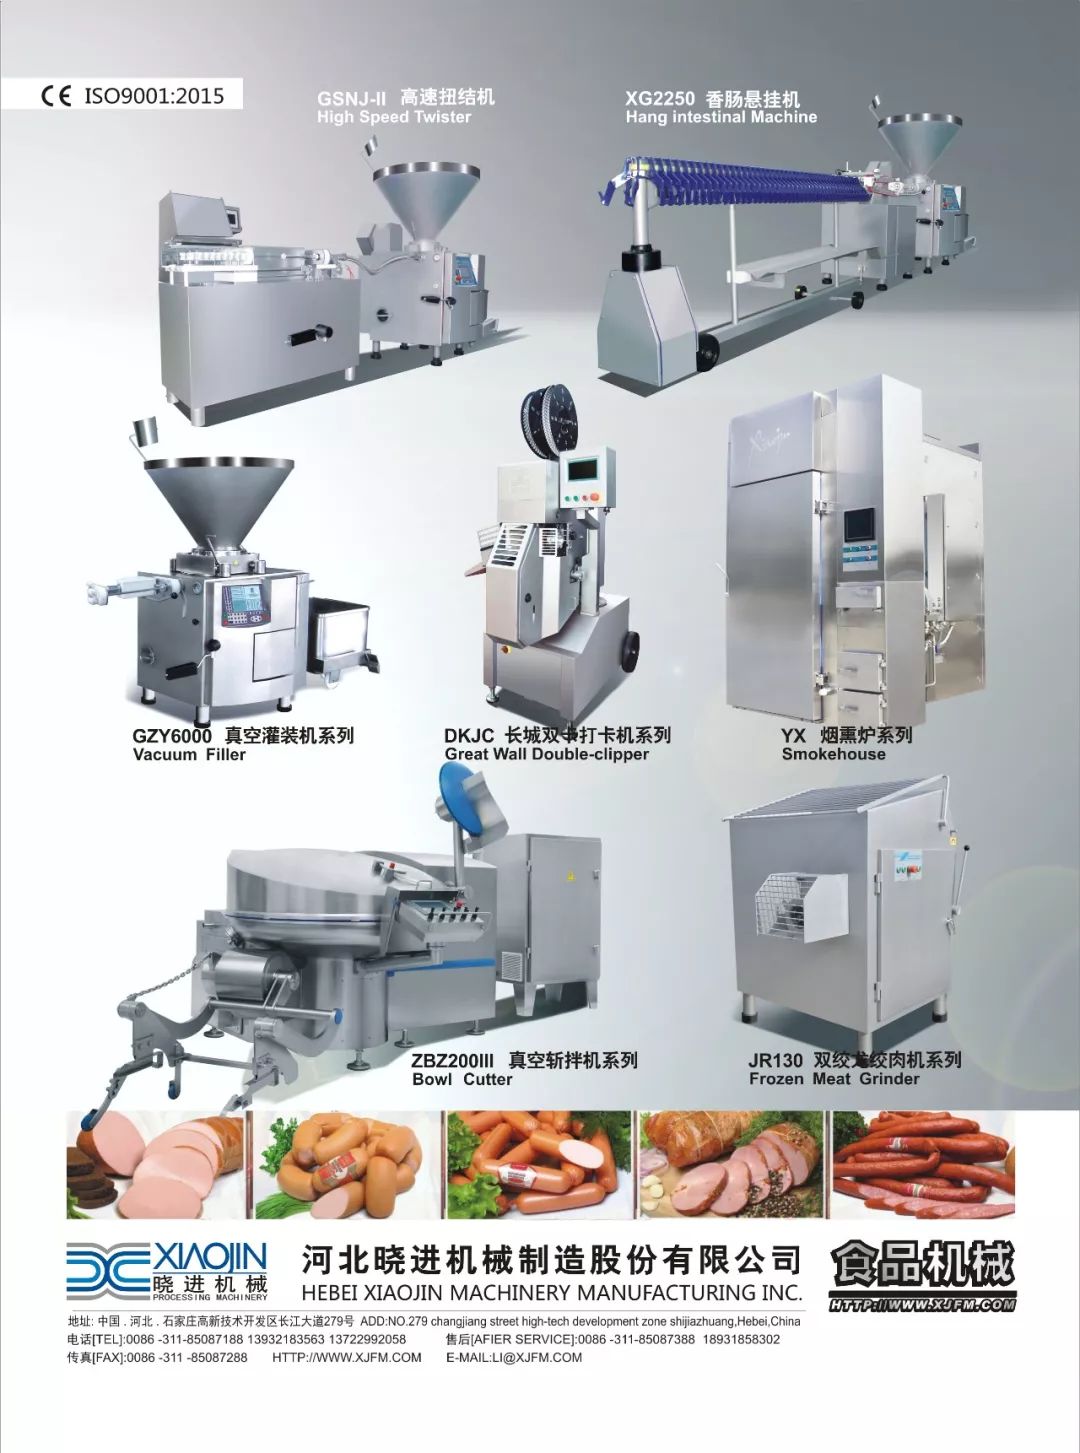 CE ISO9001:2015
GSNJ-II 高速扭结机
High Speed Twister
XG2250 香肠悬挂机
Hang intestinal Machine
Xiaojin
GZY6000 真空灌装机系列
Vacuum Filler
DKJC 长城双卡打卡机系列
Great Wall Double-clipper
YX 烟熏炉系列
Smokehouse
ZBZ200III 真空斩拌机系列
Bowl Cutter
JR130 双绞龙绞肉机系列
Frozen Meat Grinder
XIAOJIN
晓进机械
PROCESSING MACHINERY
河北晓进机械制造股份有限公司
HEBEI XIAOJIN MACHINERY MANUFACTURING INC.
食品机械
HTTP://WWW.XJFM.COM
地址: 中国 . 河北 . 石家庄高新技术开发区长江大道279号 ADD:NO.279 changjiang street high-tech development zone shijiazhuang,Hebei,China
电话[TEL]:0086 -311-85087188 13932183563 13722992058 售后[AFIER SERVICE]:0086 -311-85087388 18931858302
传真[FAX]:0086 -311 -85087288 HTTP://WWW.XJFM.COM E-MAIL:LI@XJFM.COM